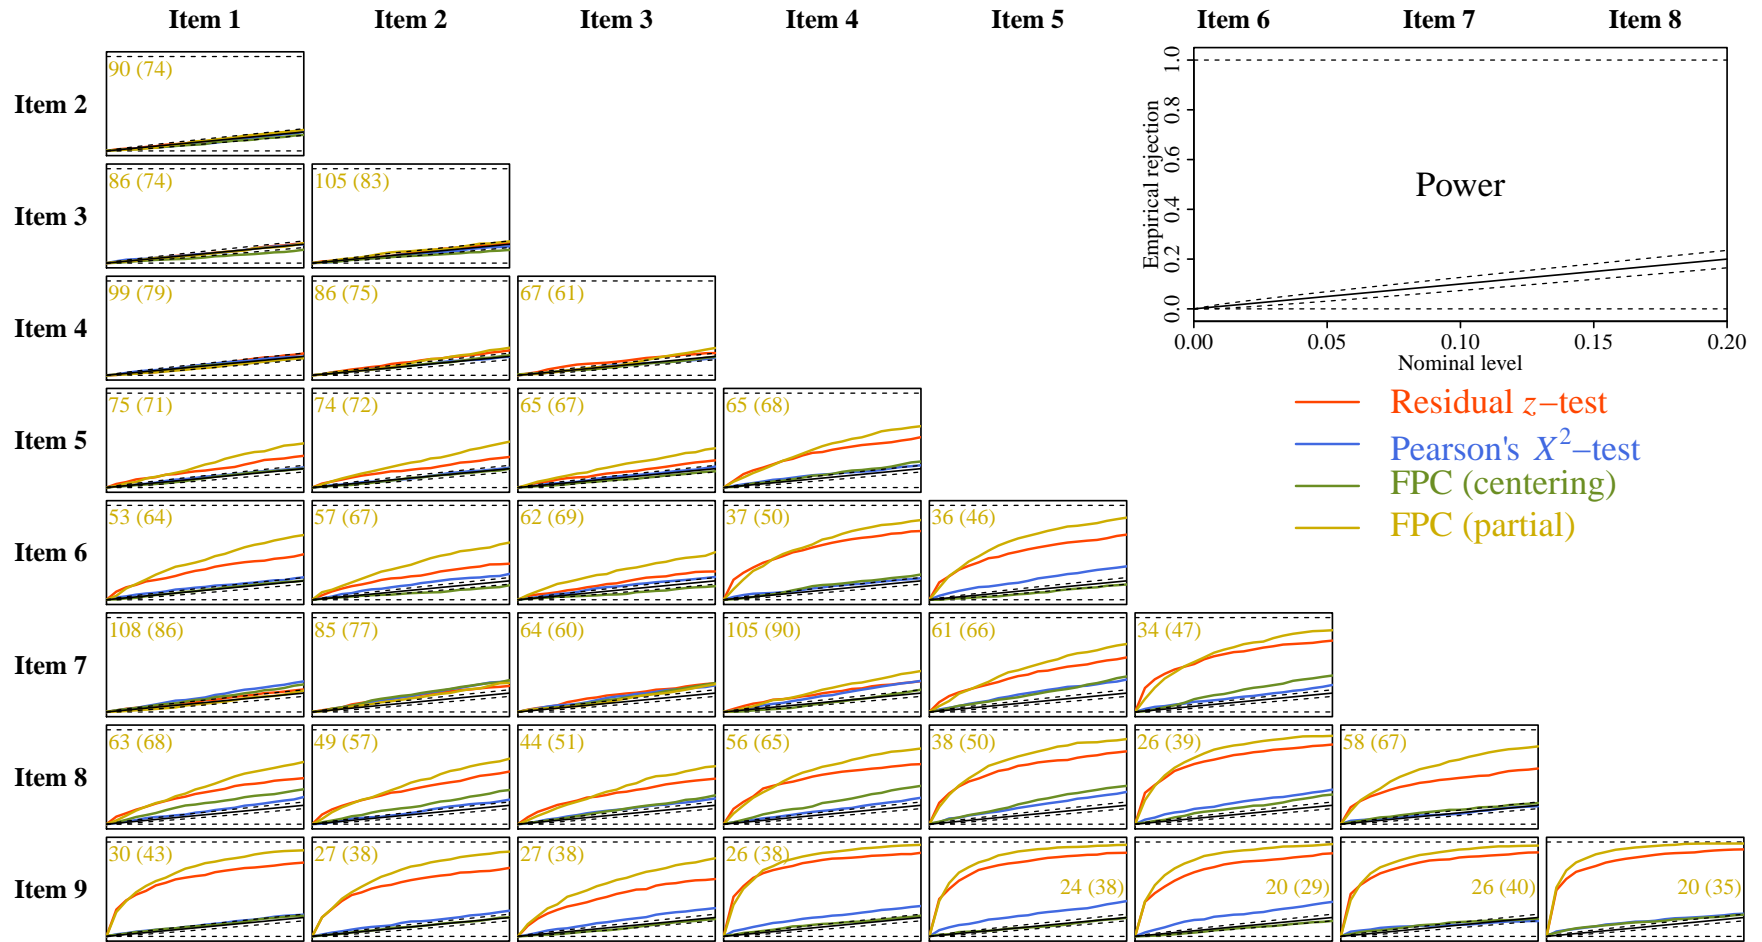 Item 1 Item 2 Item 3 Item 4 Item 5 Item 6 Item 7 Item 8
Item 2
90 (74)
Item 3
86 (74) 105 (83)
Item 4
99 (79) 86 (75) 67 (61)
Item 5
75 (71) 74 (72) 65 (67) 65 (68)
Item 6
53 (64) 57 (67) 62 (69) 37 (50) 36 (46)
Item 7
108 (86) 85 (77) 64 (60) 105 (90) 61 (66) 34 (47)
Item 8
63 (68) 49 (57) 44 (51) 56 (65) 38 (50) 26 (39) 58 (67)
Item 9
30 (43) 27 (38) 27 (38) 26 (38) 24 (38) 20 (29) 26 (40) 20 (35)
Empirical rejection
0.0 0.2 0.4 0.6 0.8 1.0
Power
0.00 0.05 0.10 0.15 0.20
Nominal level
Residual z−test
Pearson's X²−test
FPC (centering)
FPC (partial)